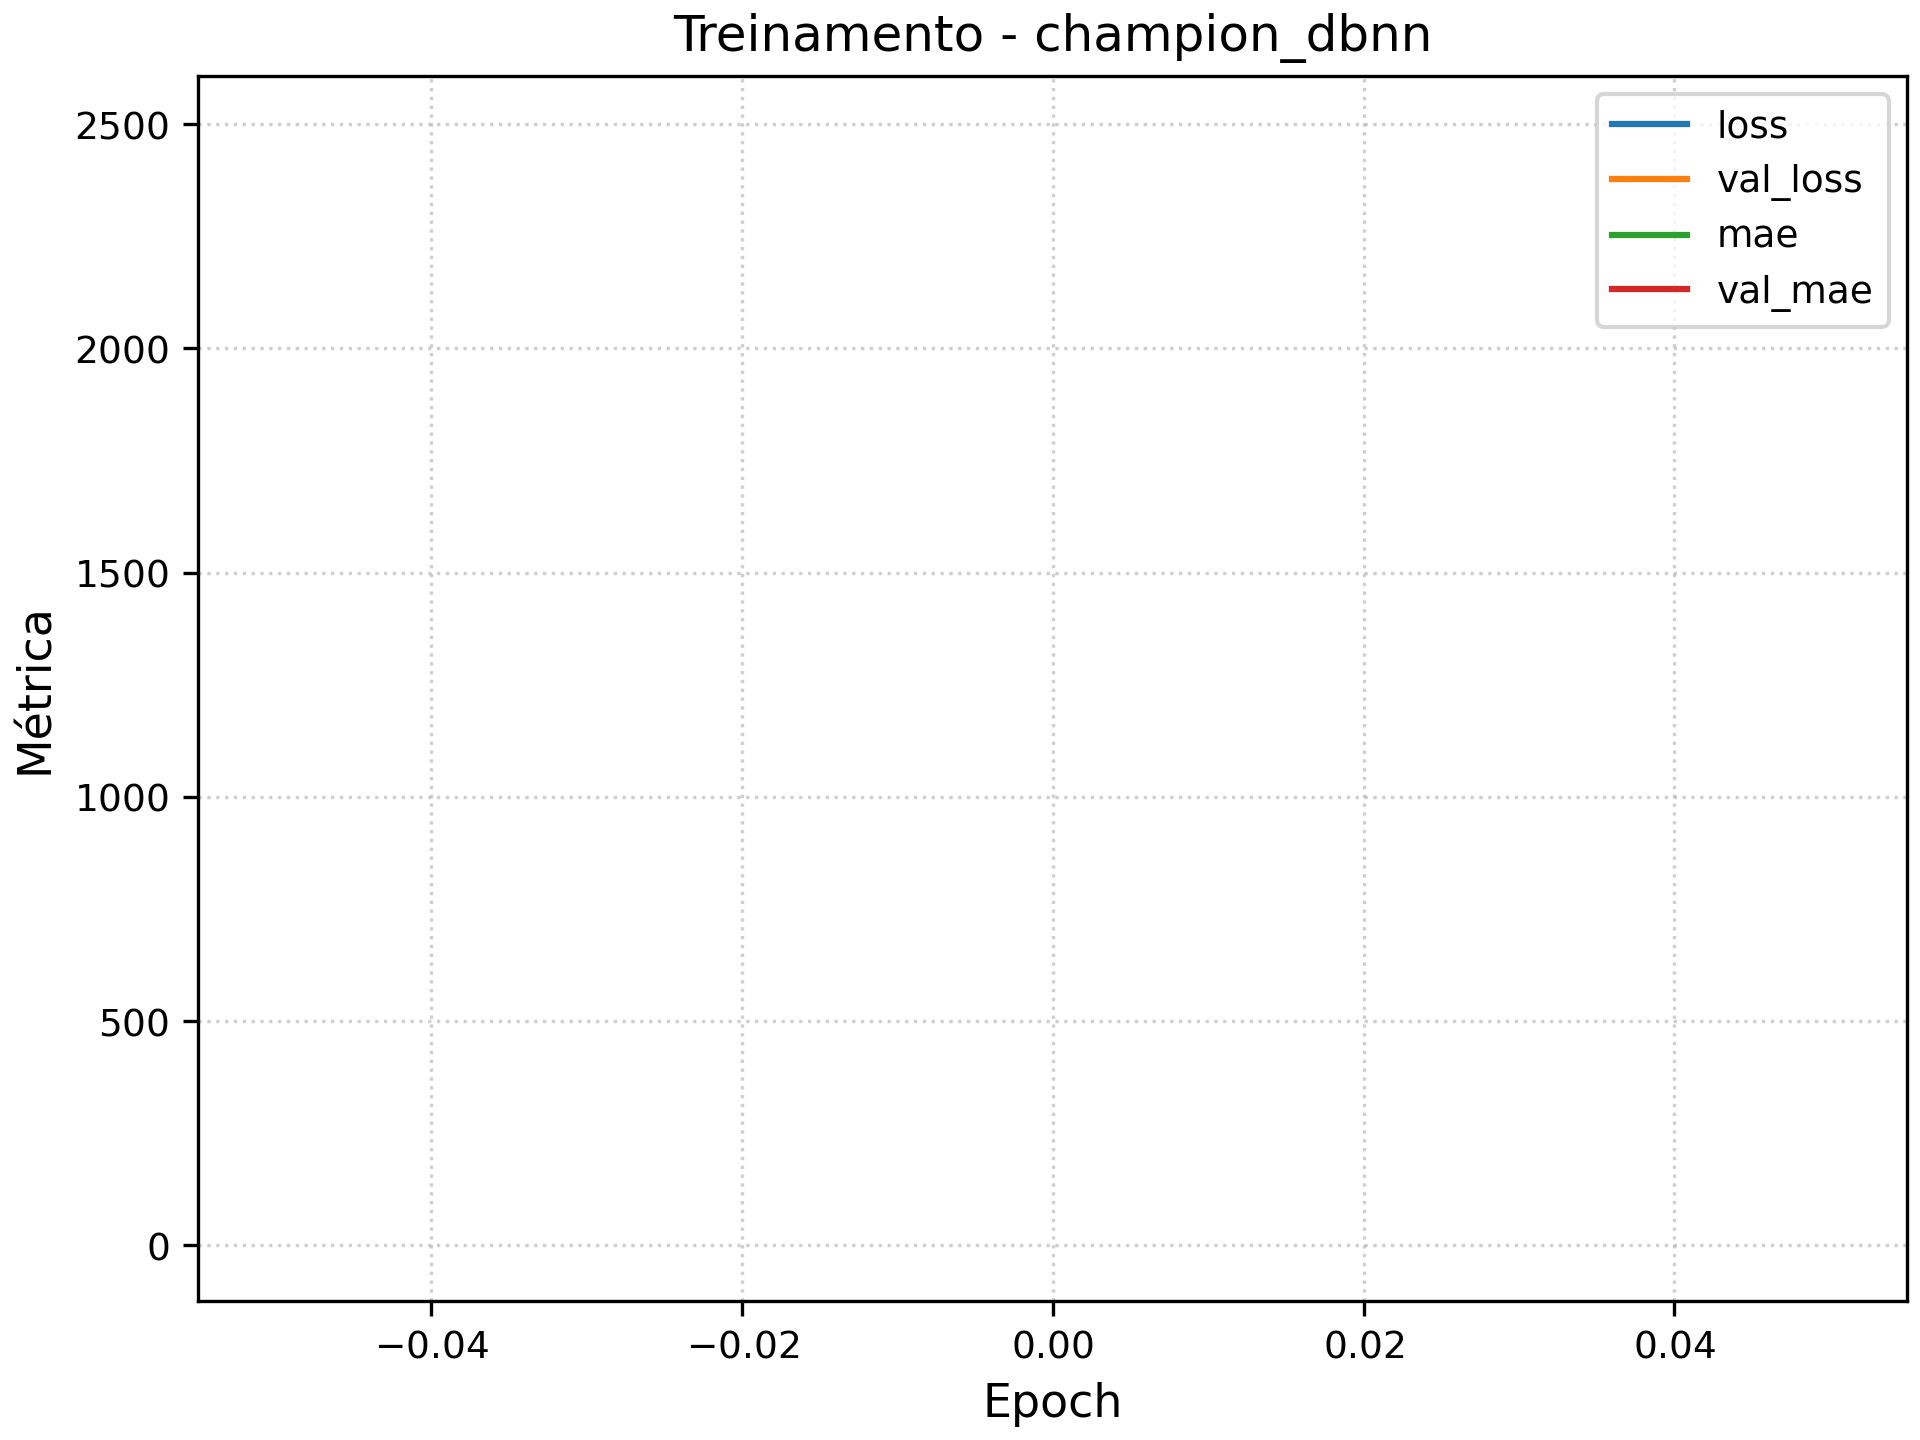 Treinamento - champion_dbnn
2500
2000
1500
1000
500
0
Métrica
loss
val_loss
mae
val_mae
−0.04
−0.02
0.00
0.02
0.04
Epoch